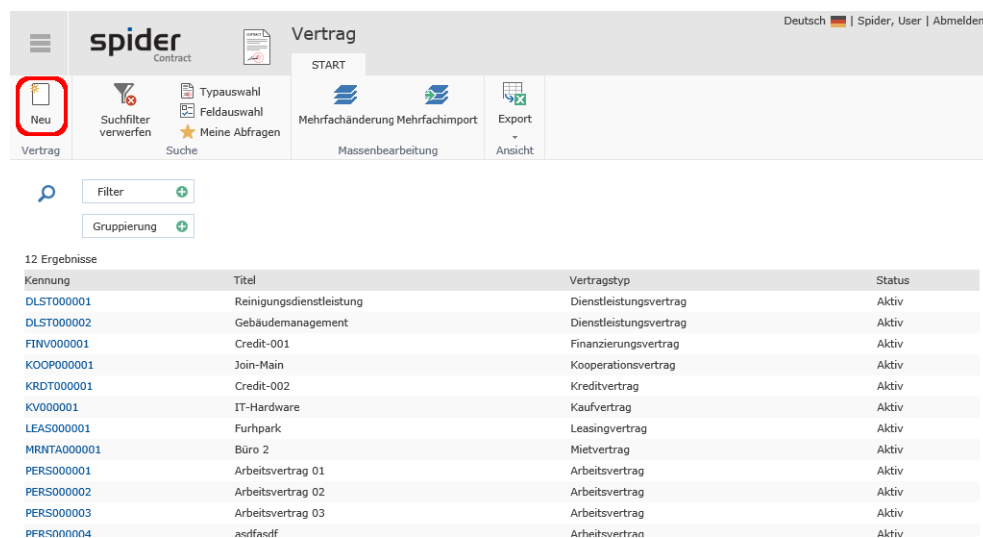 Deutsch | Spider, User | Abmelden
spider
Contract
CONTRACT
Vertrag
START
Neu
Suchfilter
verwerfen
Typauswahl
Feldauswahl
Meine Abfragen
Mehrfachänderung Mehrfachimport
Export
Vertrag Suche Massenbearbeitung Ansicht
Filter
Gruppierung
12 Ergebnisse
Kennung Titel Vertragstyp Status
DLST000001 Reinigungsdienstleistung Dienstleistungsvertrag Aktiv
DLST000002 Gebäudemanagement Dienstleistungsvertrag Aktiv
FINV000001 Credit-001 Finanzierungsvertrag Aktiv
KOOP000001 Join-Main Kooperationsvertrag Aktiv
KRDT000001 Credit-002 Kreditvertrag Aktiv
KV000001 IT-Hardware Kaufvertrag Aktiv
LEAS000001 Furhpark Leasingvertrag Aktiv
MRNTA000001 Büro 2 Mietvertrag Aktiv
PERS000001 Arbeitsvertrag 01 Arbeitsvertrag Aktiv
PERS000002 Arbeitsvertrag 02 Arbeitsvertrag Aktiv
PERS000003 Arbeitsvertrag 03 Arbeitsvertrag Aktiv
PERS000004 asdfasdf Arbeitsvertrag Aktiv